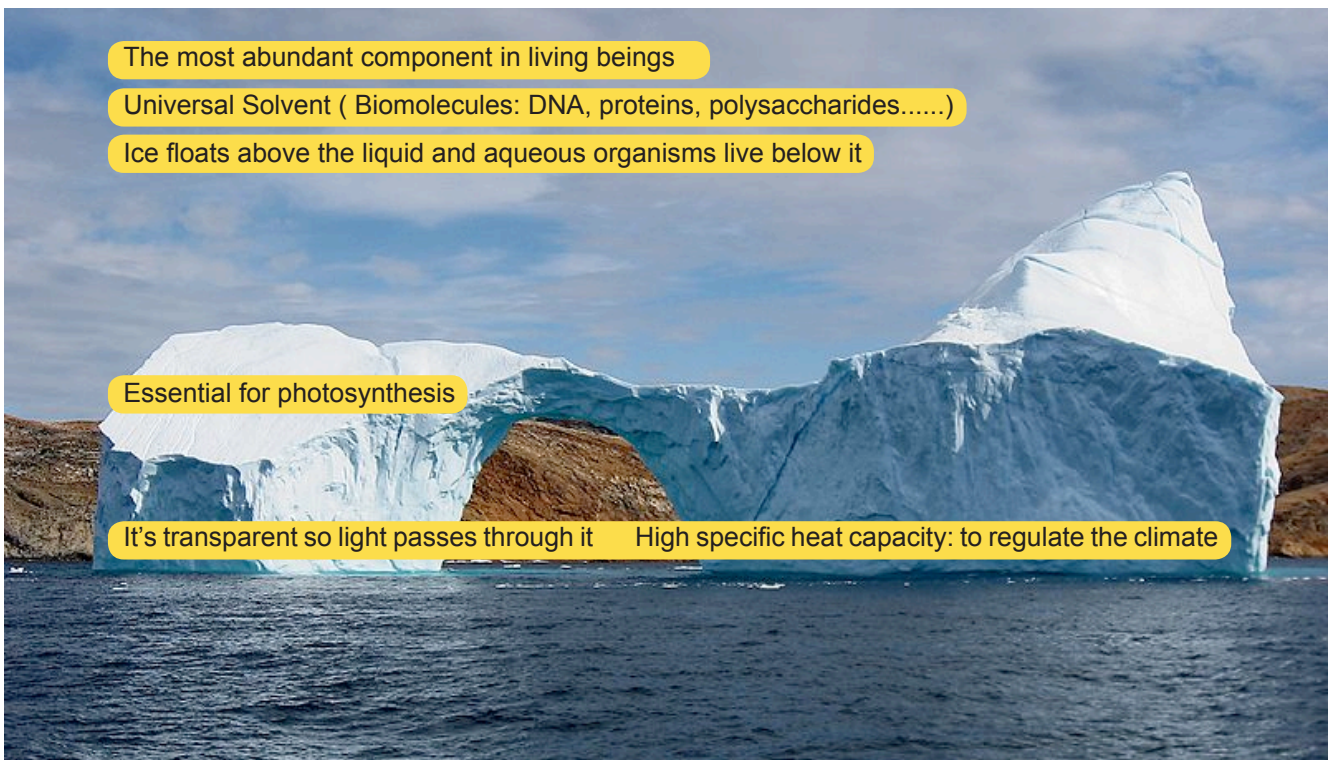 The most abundant component in living beings
Universal Solvent ( Biomolecules: DNA, proteins, polysaccharides......)
Ice floats above the liquid and aqueous organisms live below it
Essential for photosynthesis
It's transparent so light passes through it High specific heat capacity: to regulate the climate